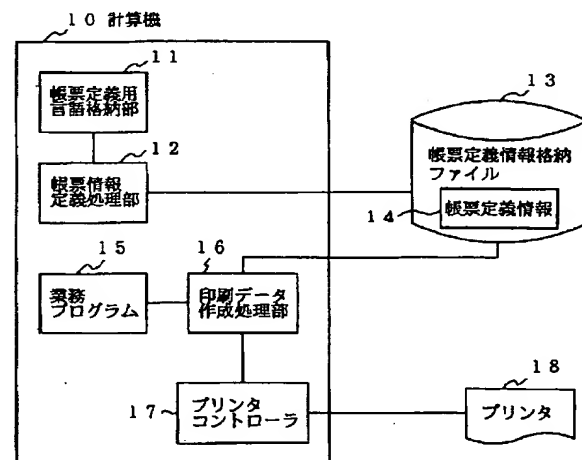 １０ 計算機
１１
帳票定義用
言語格納部
１２
帳票情報
定義処理部
１３
帳票定義情報格納
ファイル
１４
帳票定義情報
１５
業務
プログラム
１６
印刷データ
作成処理部
１７
プリンタ
コントローラ
１８
プリンタ